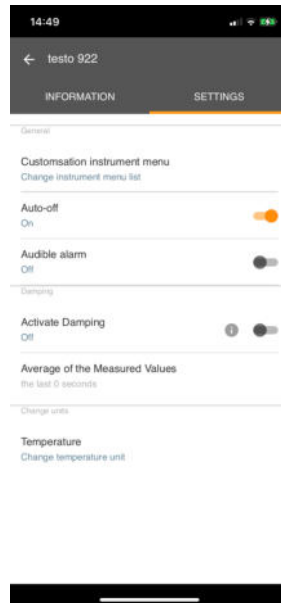 14:49
testo 922
INFORMATION SETTINGS
General
Customsation instrument menu
Change instrument menu list
Auto-off
On
Audible alarm
Off
Damping
Activate Damping
Off
Average of the Measured Values
the last 0 seconds
Change units
Temperature
Change temperature unit